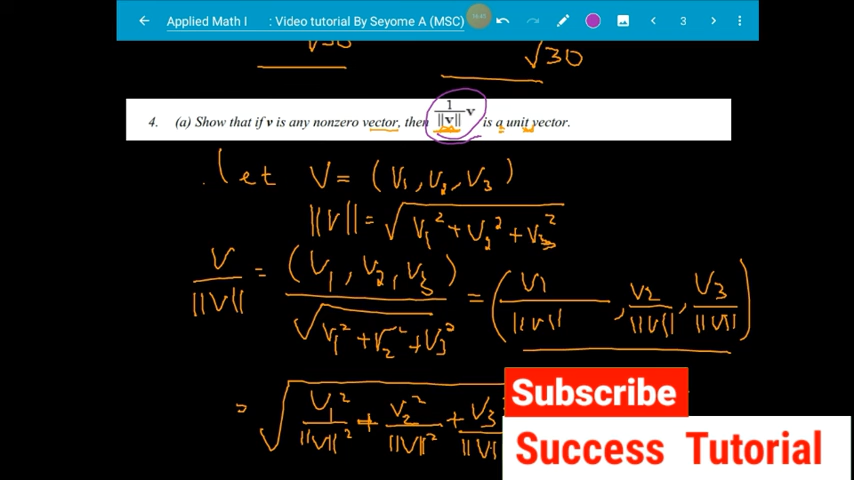 Applied Math I : Video tutorial By Seyome A (MSC) 3
√30 √30
4. (a) Show that if v is any nonzero vector, then 1/||v|| v is a unit vector.
let V = (V₁, V₂, V₃)
||V|| = √(V₁² + V₂² + V₃²)
V/||V|| = (V₁, V₂, V₃)/√(V₁² + V₂² + V₃²) = (V1/||V||, V2/||V||, V3/||V||)
= √(V₁²/||V||² + V₂²/||V||² + V₃/||V||
Subscribe
Success Tutorial